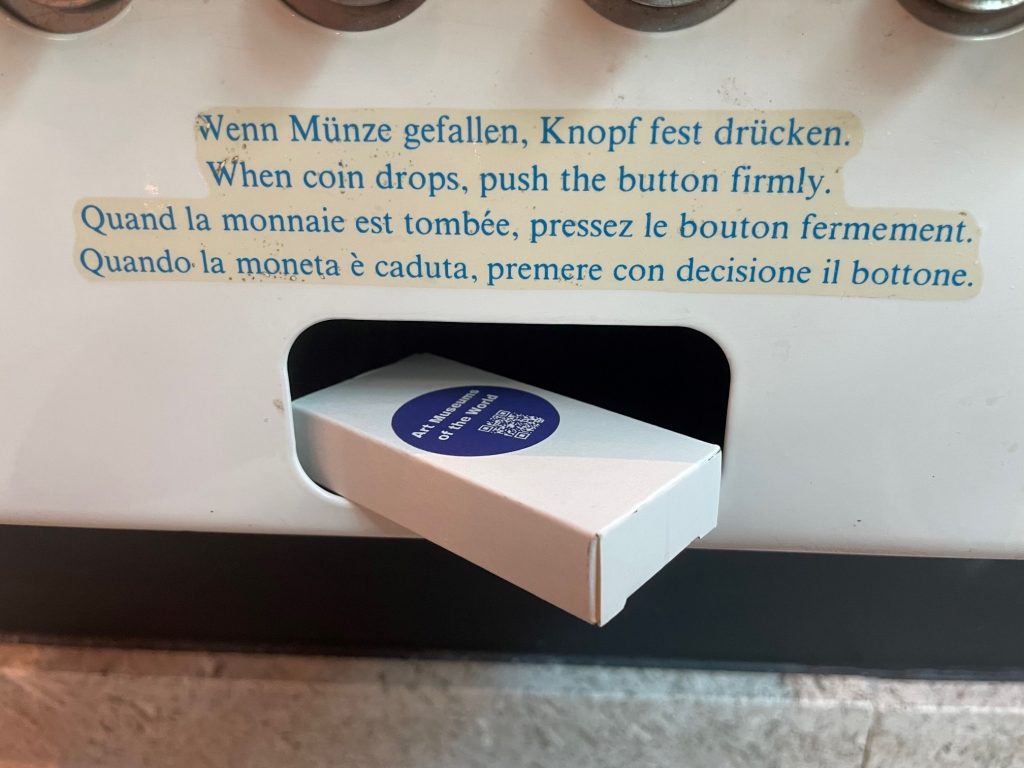 Wenn Münze gefallen, Knopf fest drücken.
When coin drops, push the button firmly.
Quand la monnaie est tombée, pressez le bouton fermement.
Quando la moneta è caduta, premere con decisione il bottone.
Art Museums
of the World